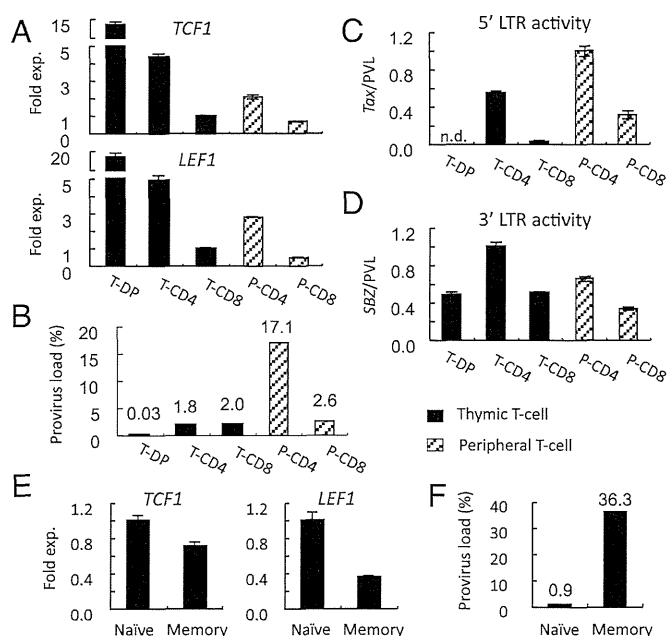 A
TCF1
Fold exp.
15
5
3
1
0
LEF1
Fold exp.
20
5
3
1
0
T-DP
T-CD4
T-CD8
P-CD4
P-CD8
B
Provirus load (%)
20
15
10
5
0
0.03
1.8
2.0
17.1
2.6
T-DP
T-CD4
T-CD8
P-CD4
P-CD8
C
5' LTR activity
Tax/PVL
1.2
0.8
0.4
0.0
n.d.
T-DP
T-CD4
T-CD8
P-CD4
P-CD8
D
3' LTR activity
SBZ/PVL
1.2
0.8
0.4
0.0
T-DP
T-CD4
T-CD8
P-CD4
P-CD8
Thymic T-cell
Peripheral T-cell
E
TCF1
Fold exp.
1.2
0.8
0.4
0.0
Naïve
Memory
LEF1
1.2
0.8
0.4
0.0
Naïve
Memory
F
Provirus load (%)
40
30
20
10
0
0.9
36.3
Naïve
Memory